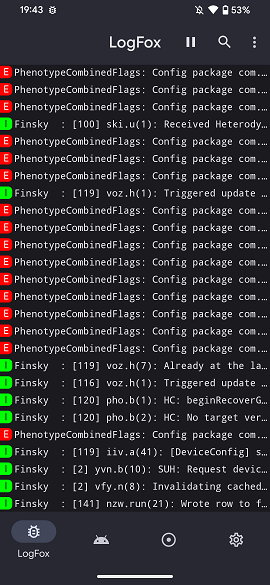 19:43 53%
LogFox
E PhenotypeCombinedFlags: Config package com.…
E PhenotypeCombinedFlags: Config package com.…
E PhenotypeCombinedFlags: Config package com.…
I Finsky : [100] ski.u(1): Received Heterody…
E PhenotypeCombinedFlags: Config package com.…
E PhenotypeCombinedFlags: Config package com.…
E PhenotypeCombinedFlags: Config package com.…
I Finsky : [119] voz.h(1): Triggered update …
E PhenotypeCombinedFlags: Config package com.…
E PhenotypeCombinedFlags: Config package com.…
E PhenotypeCombinedFlags: Config package com.…
E PhenotypeCombinedFlags: Config package com.…
E PhenotypeCombinedFlags: Config package com.…
E PhenotypeCombinedFlags: Config package com.…
E PhenotypeCombinedFlags: Config package com.…
E PhenotypeCombinedFlags: Config package com.…
E PhenotypeCombinedFlags: Config package com.…
I Finsky : [119] voz.h(7): Already at the la…
I Finsky : [116] voz.h(1): Triggered update …
I Finsky : [120] pho.b(1): HC: beginRecoverG…
I Finsky : [120] pho.b(2): HC: No target ver…
E PhenotypeCombinedFlags: Config package com.…
I Finsky : [119] iiv.a(41): [DeviceConfig] s…
I Finsky : [2] yvn.b(10): SUH: Request devic…
I Finsky : [2] vfy.n(8): Invalidating cached…
I Finsky : [141] nzw.run(21): Wrote row to f…
LogFox